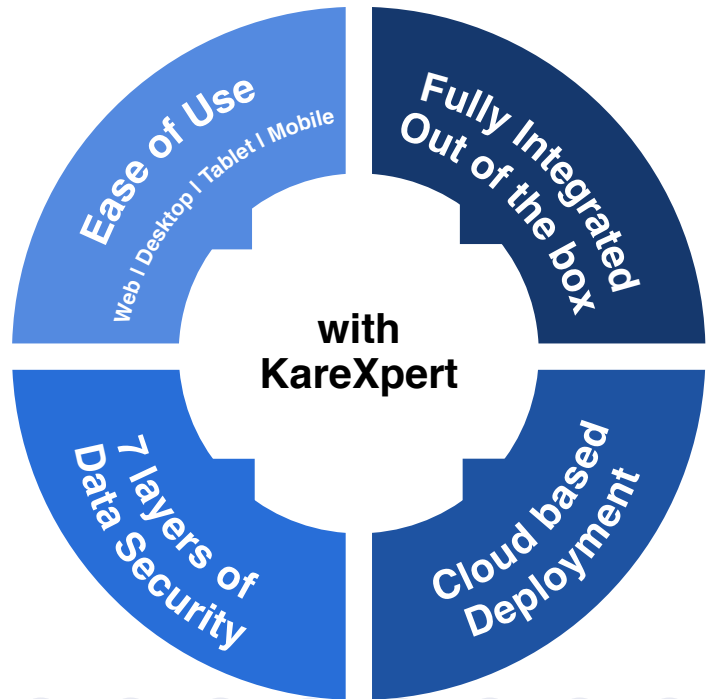 Ease of Use
Web | Desktop | Tablet | Mobile
Fully Integrated
Out of the box
with
KareXpert
7 layers of
Data Security
Cloud based
Deployment